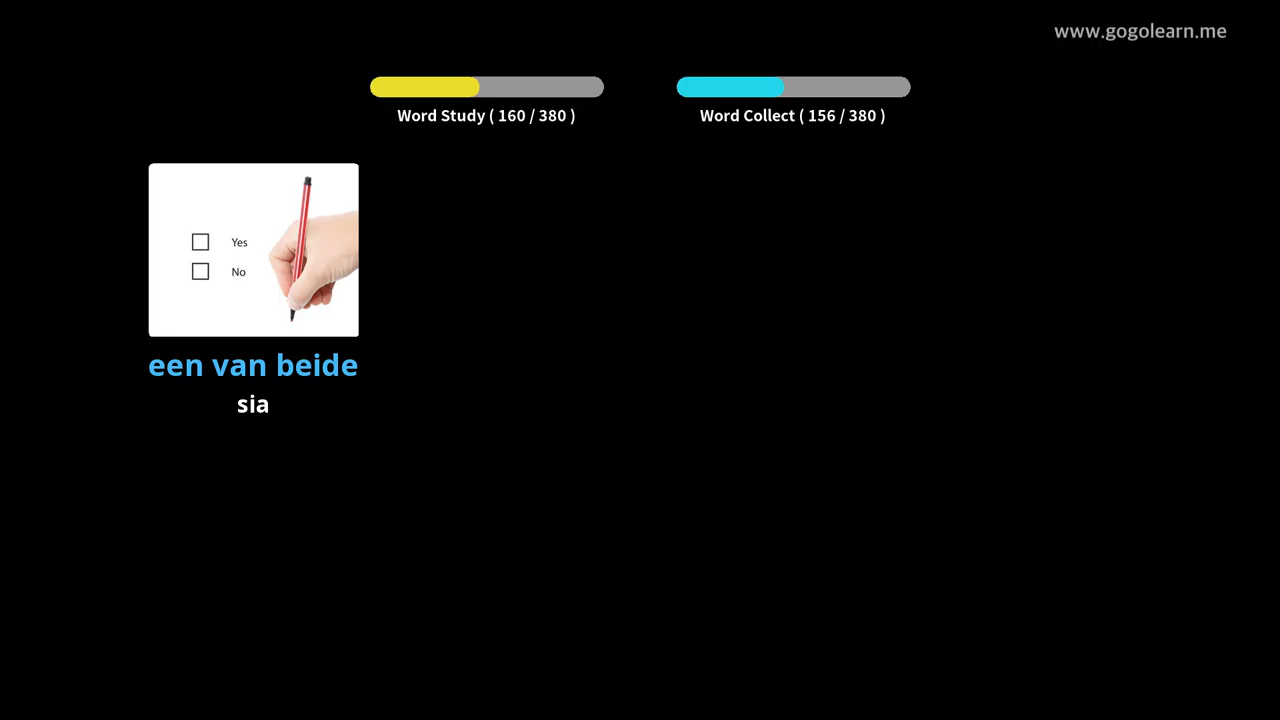 www.gogolearn.me
Word Study ( 160 / 380 )
Word Collect ( 156 / 380 )
Yes
No
een van beide
sia